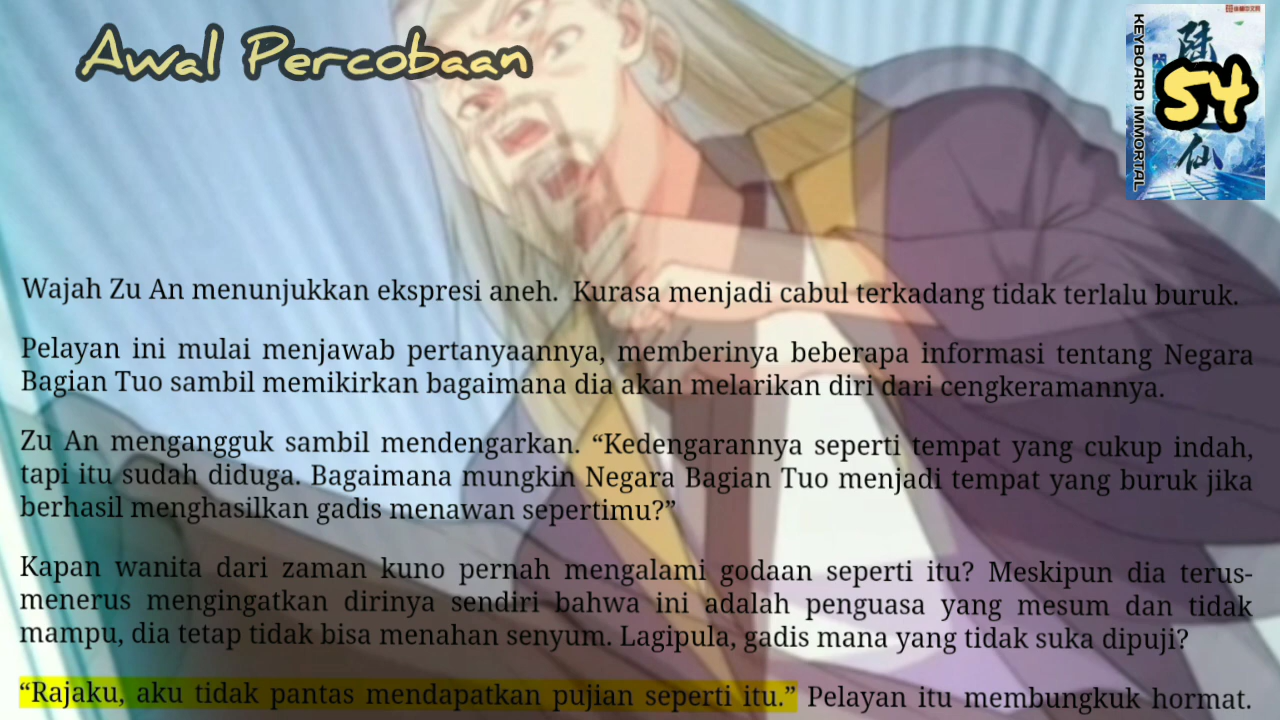 Awal Percobaan
KEYBOARD IMMORTAL
陆
仙
54
Wajah Zu An menunjukkan ekspresi aneh.  Kurasa menjadi cabul terkadang tidak terlalu buruk.
Pelayan ini mulai menjawab pertanyaannya, memberinya beberapa informasi tentang Negara
Bagian Tuo sambil memikirkan bagaimana dia akan melarikan diri dari cengkeramannya.
Zu An mengangguk sambil mendengarkan. “Kedengarannya seperti tempat yang cukup indah,
tapi itu sudah diduga. Bagaimana mungkin Negara Bagian Tuo menjadi tempat yang buruk jika
berhasil menghasilkan gadis menawan sepertimu?”
Kapan wanita dari zaman kuno pernah mengalami godaan seperti itu? Meskipun dia terus-
menerus mengingatkan dirinya sendiri bahwa ini adalah penguasa yang mesum dan tidak
mampu, dia tetap tidak bisa menahan senyum. Lagipula, gadis mana yang tidak suka dipuji?
“Rajaku, aku tidak pantas mendapatkan pujian seperti itu.” Pelayan itu membungkuk hormat.